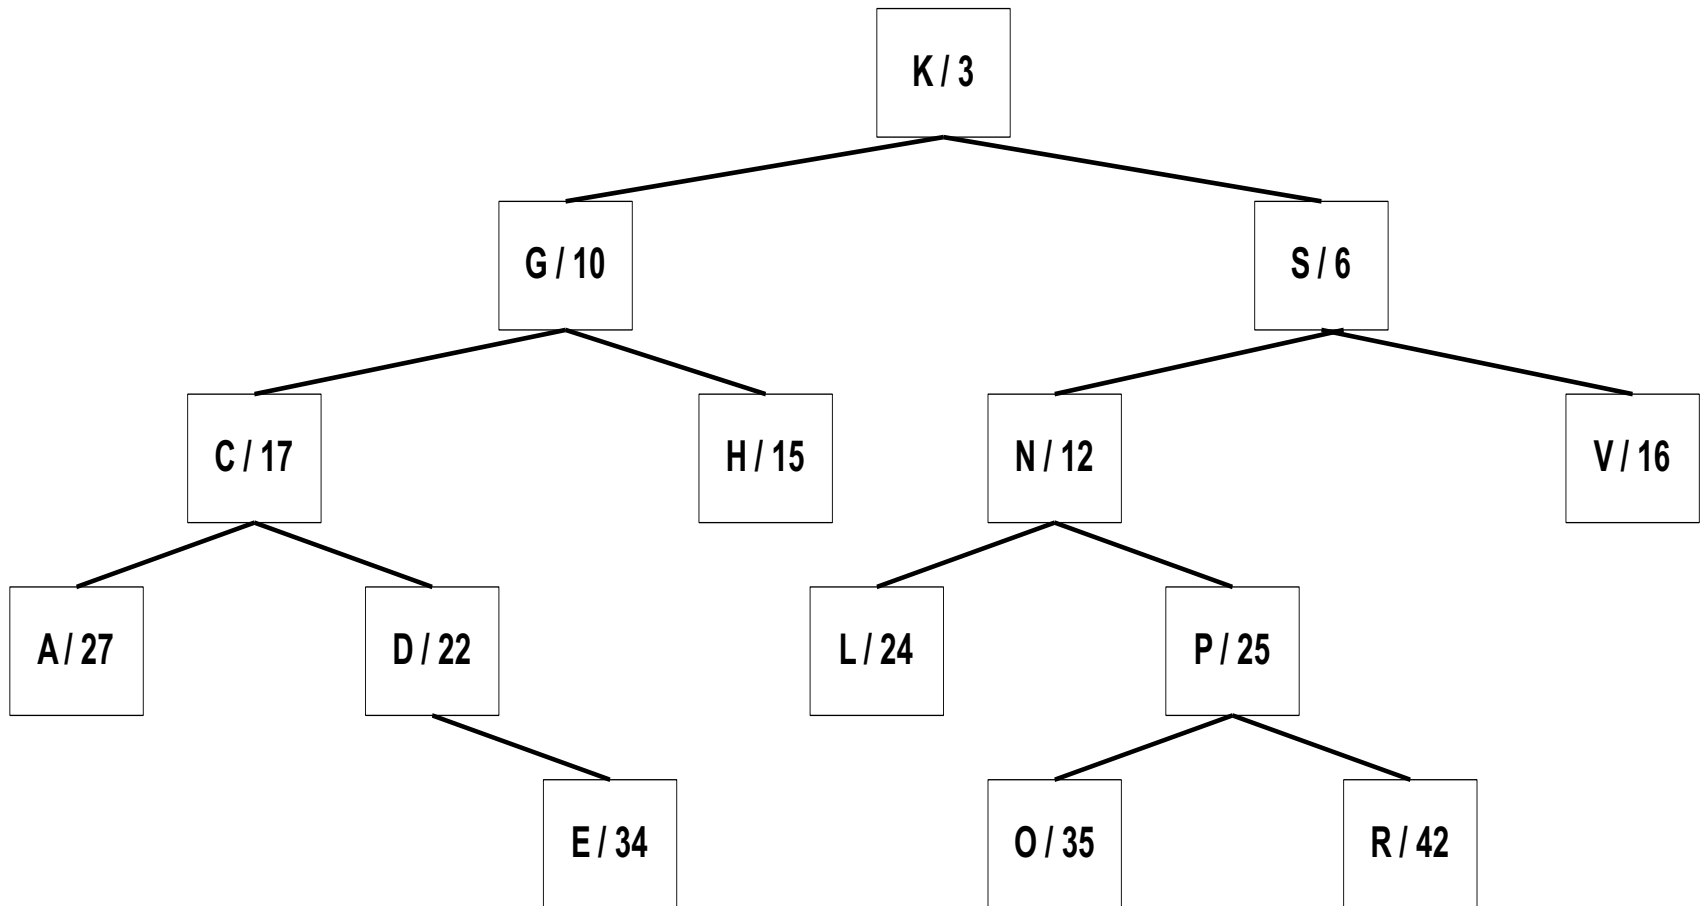 K / 3
G / 10
S / 6
C / 17
H / 15
N / 12
V / 16
A / 27
D / 22
L / 24
P / 25
E / 34
O / 35
R / 42